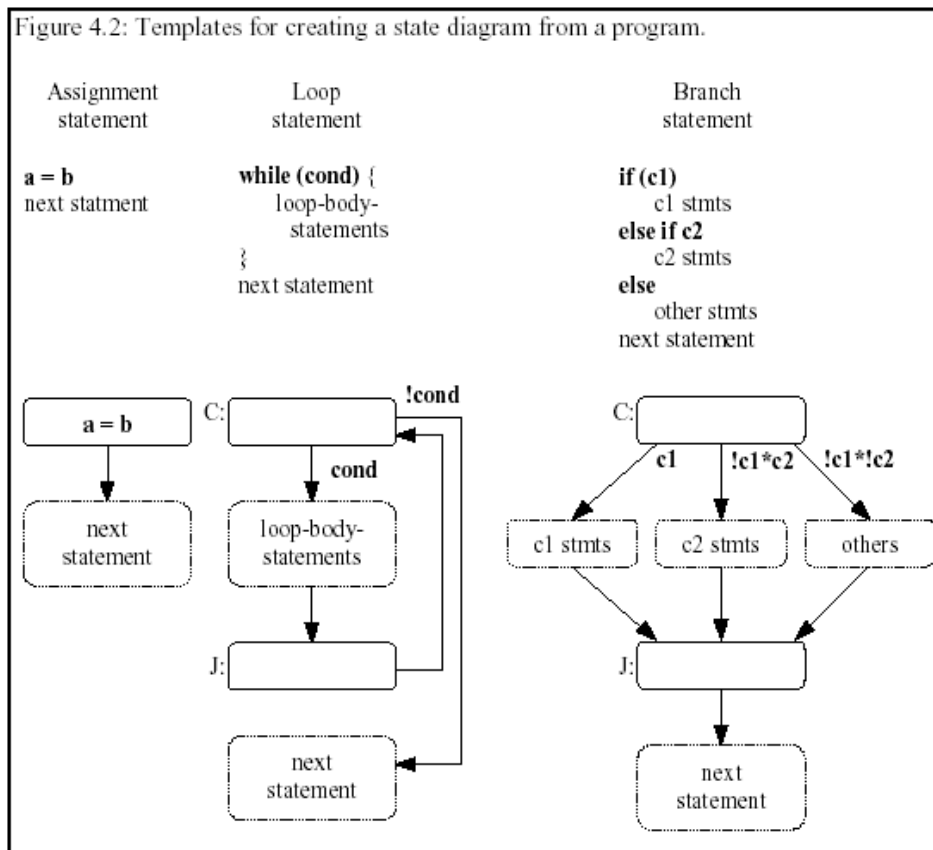 Figure 4.2: Templates for creating a state diagram from a program.
Assignment
statement
a = b
next statment
Loop
statement
while (cond) {
loop-body-
statements
}
next statement
Branch
statement
if (c1)
c1 stmts
else if c2
c2 stmts
else
other stmts
next statement
a = b
next
statement
C:
!cond
cond
loop-body-
statements
J:
next
statement
C:
c1
!c1*c2
!c1*!c2
c1 stmts
c2 stmts
others
J:
next
statement